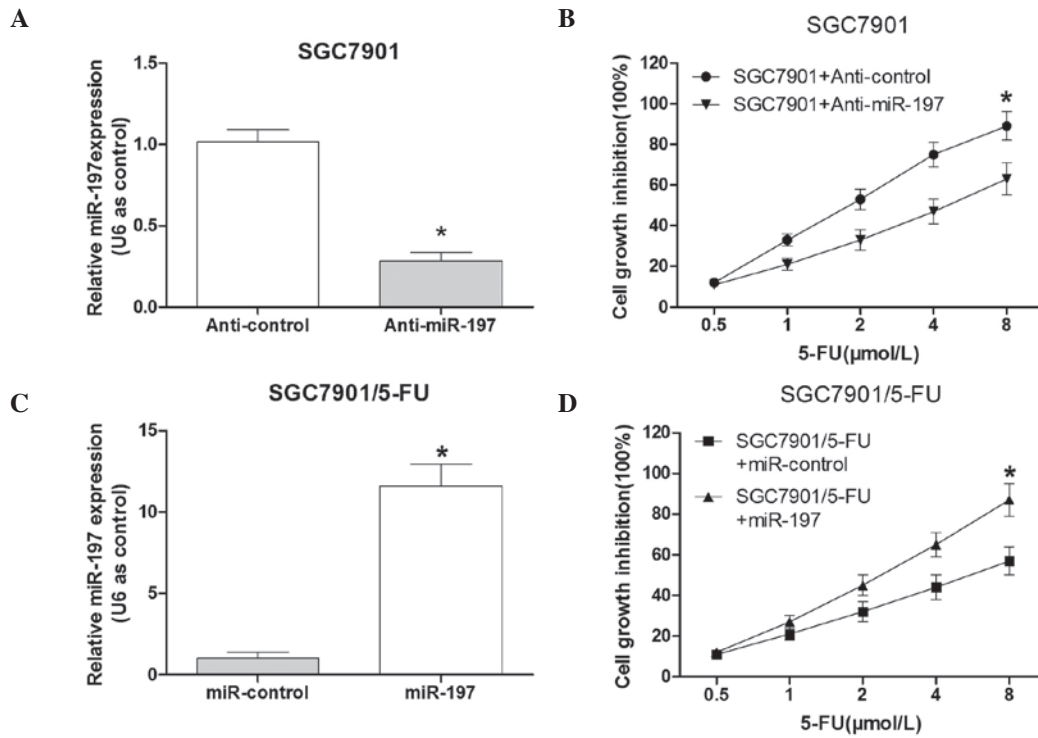 A
SGC7901
Relative miR-197expression
(U6 as control)
1.5
1.0
0.5
0.0
*
Anti-control
Anti-miR-197
B
SGC7901
SGC7901+Anti-control
SGC7901+Anti-miR-197
Cell growth inhibition(100%)
120
100
80
60
40
20
0
*
0.5 1 2 4 8
5-FU(µmol/L)
C
SGC7901/5-FU
Relative miR-197 expression
(U6 as control)
15
10
5
0
*
miR-control
miR-197
D
SGC7901/5-FU
SGC7901/5-FU
+miR-control
SGC7901/5-FU
+miR-197
Cell growth inhibition(100%)
120
100
80
60
40
20
0
*
0.5 1 2 4 8
5-FU(µmol/L)